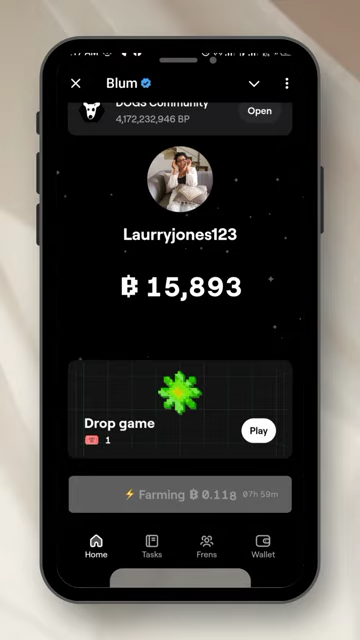 Blum
DOGS Community
4,172,232,946 BP
Open
Laurryjones123
15,893
Drop game
1
Play
Farming 0.118 07h 59m
Home
Tasks
Frens
Wallet